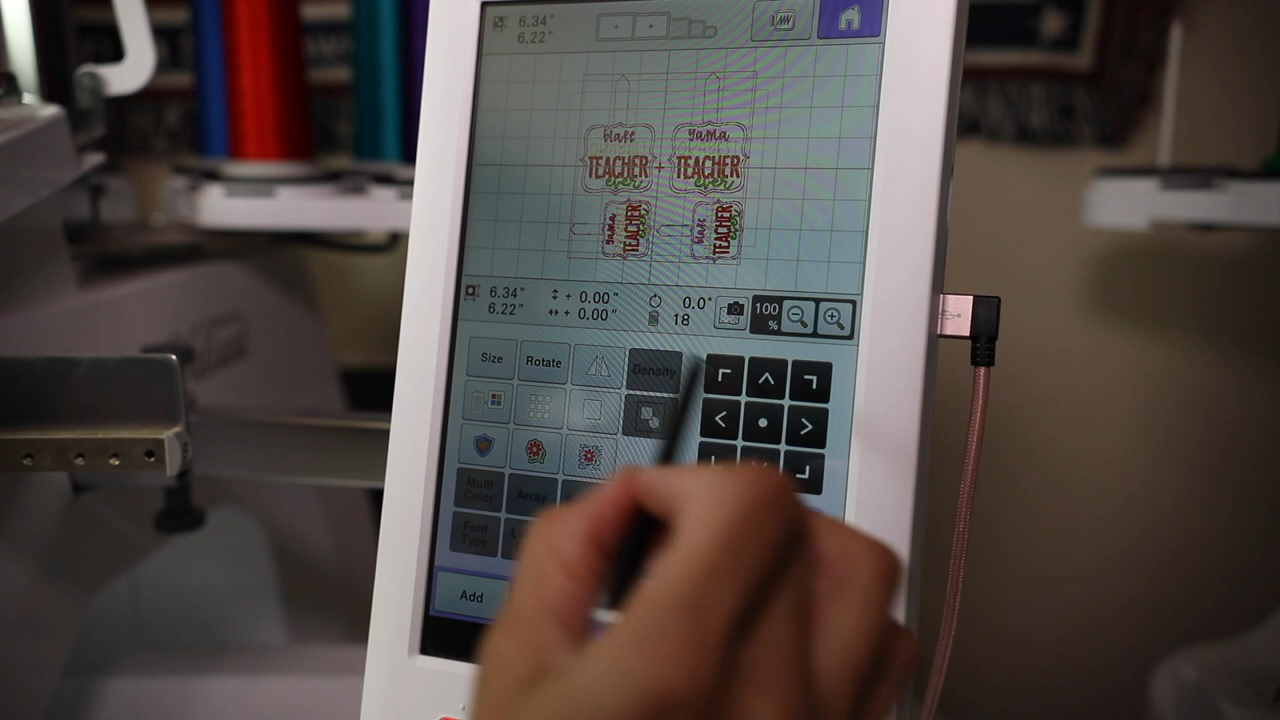 6.34"
6.22"
blake
TEACHER
ever
yama
TEACHER
ever
yama
TEACHER
ever
blake
TEACHER
ever
6.34"
6.22"
+ 0.00"
+ 0.00"
0.0°
18
100
%
Size
Rotate
Density
Multi
Color
Array
Font
Type
Add